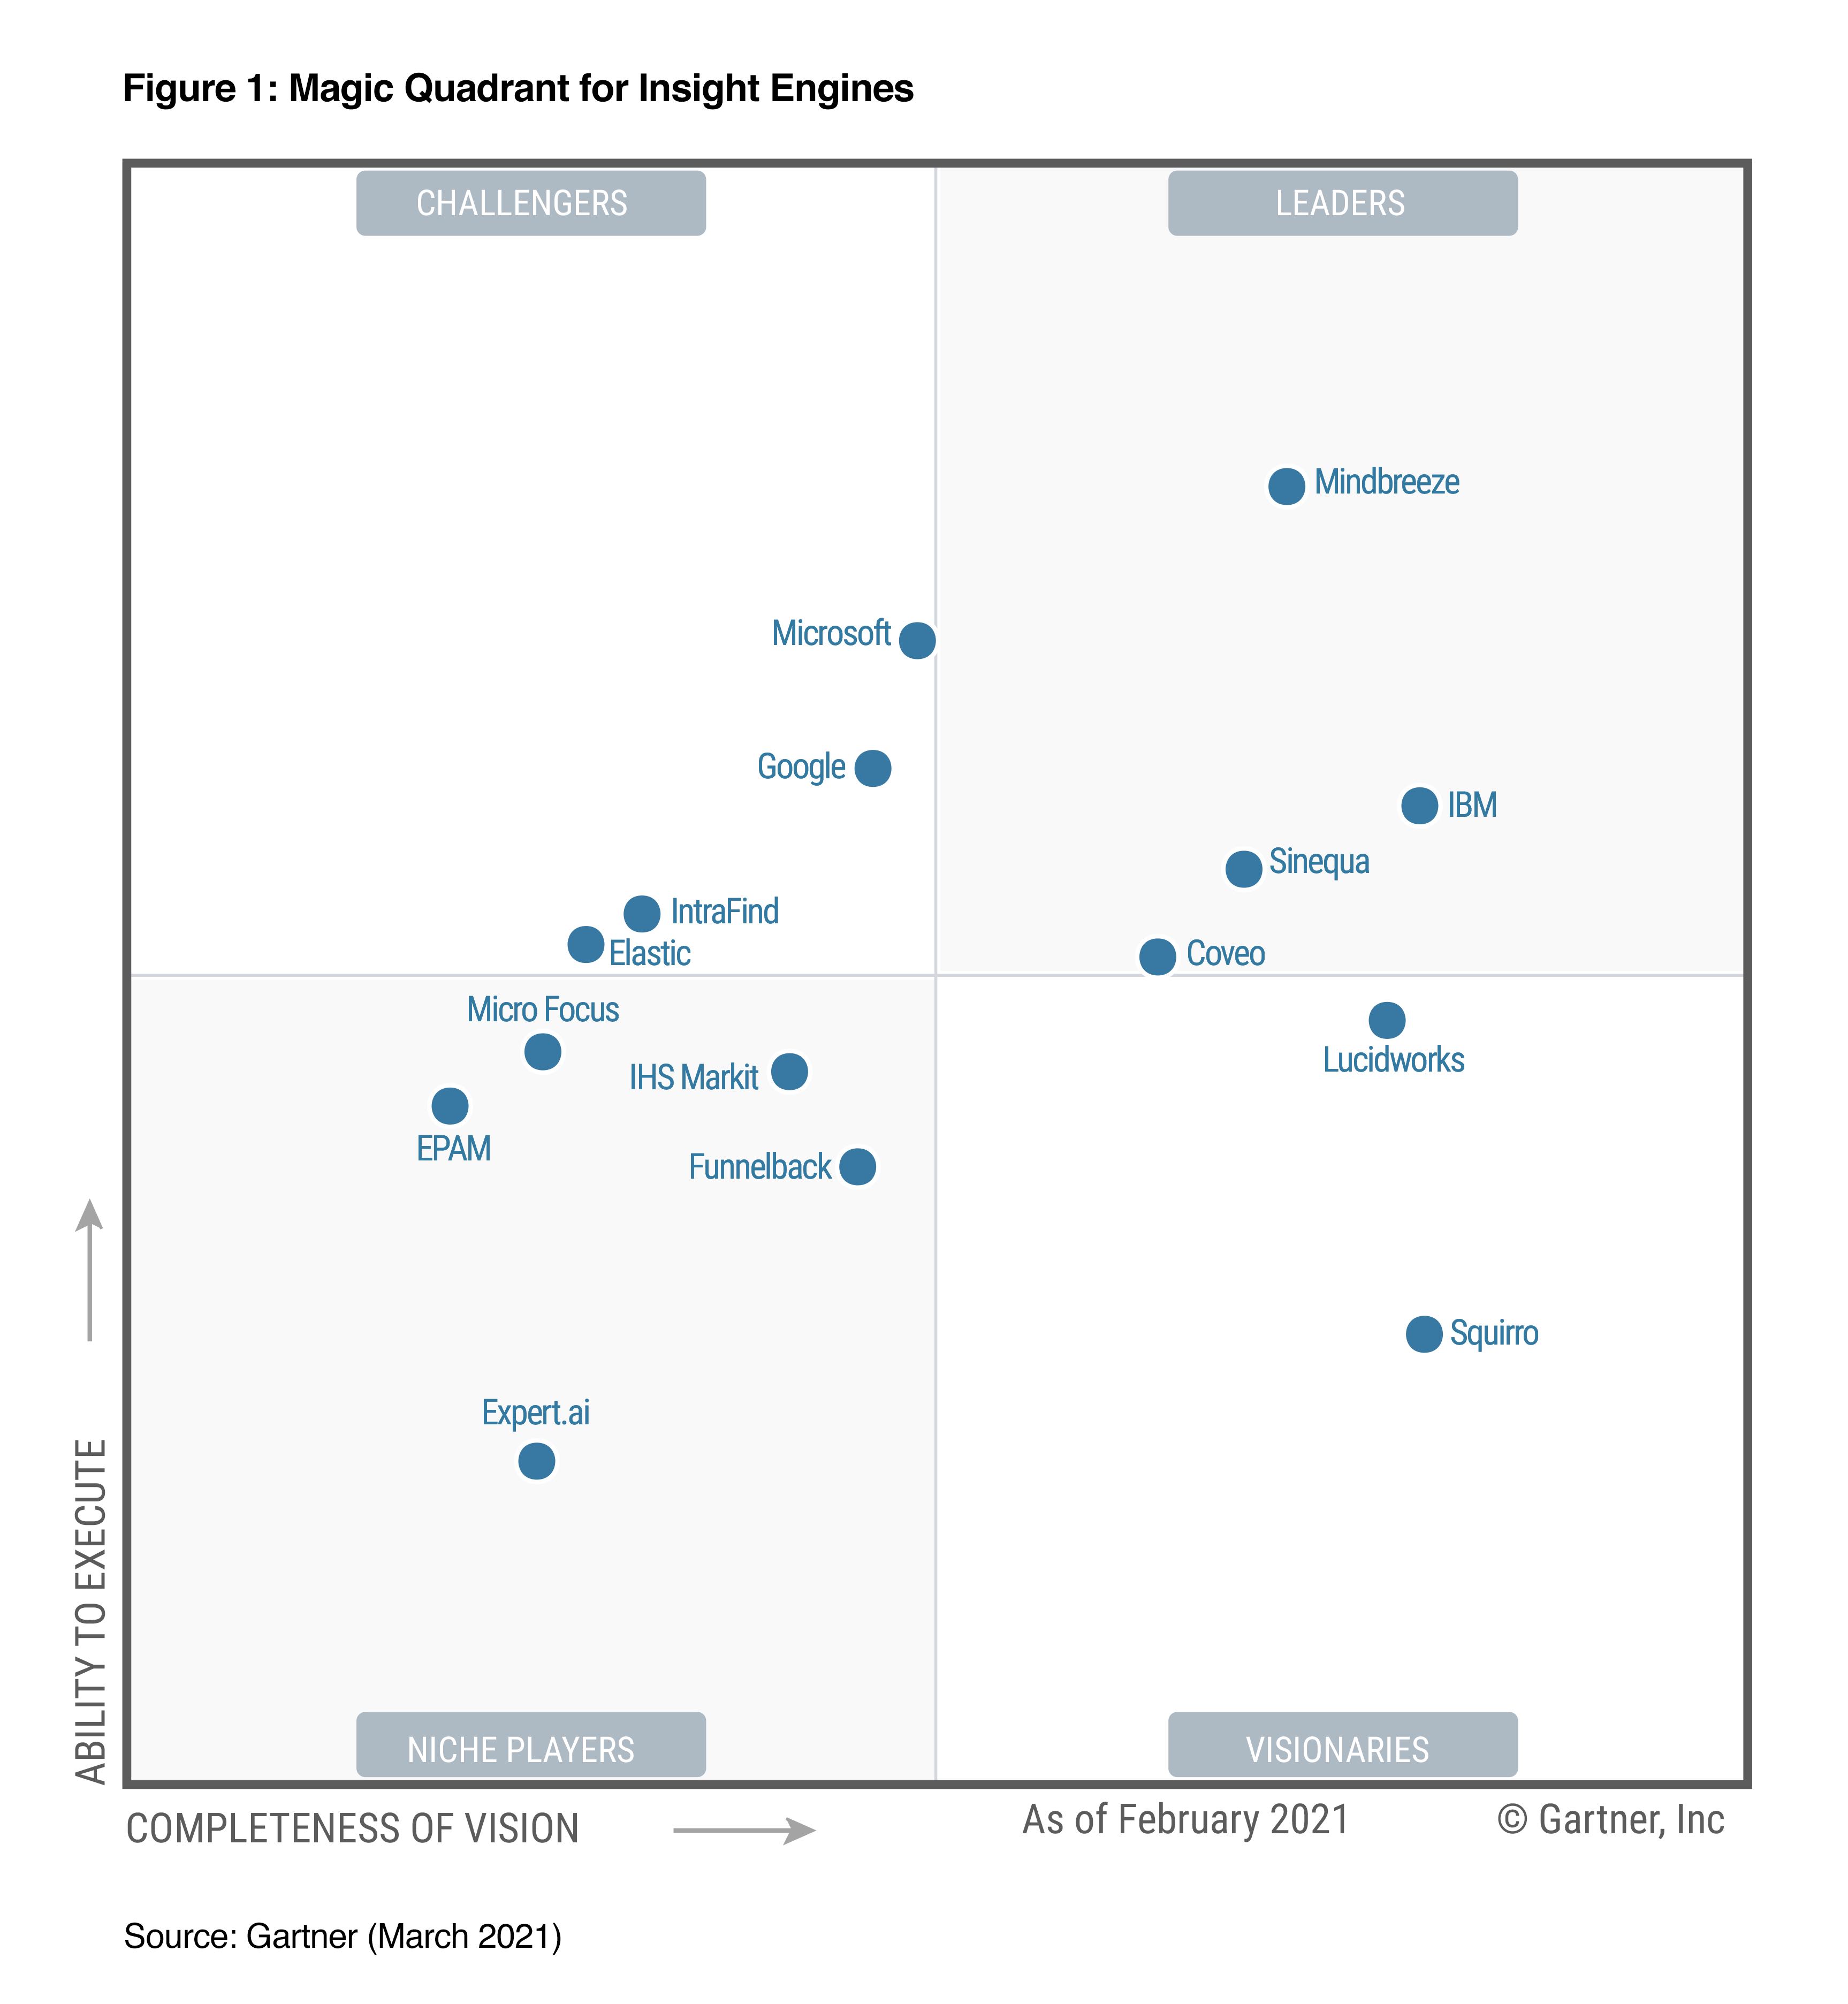 Figure 1: Magic Quadrant for Insight Engines
CHALLENGERS
LEADERS
Mindbreeze
Microsoft
Google
IBM
Sinequa
IntraFind
Elastic
Coveo
Micro Focus
Lucidworks
IHS Markit
EPAM
Funnelback
Squirro
Expert.ai
NICHE PLAYERS
VISIONARIES
ABILITY TO EXECUTE
COMPLETENESS OF VISION
As of February 2021
© Gartner, Inc
Source: Gartner (March 2021)